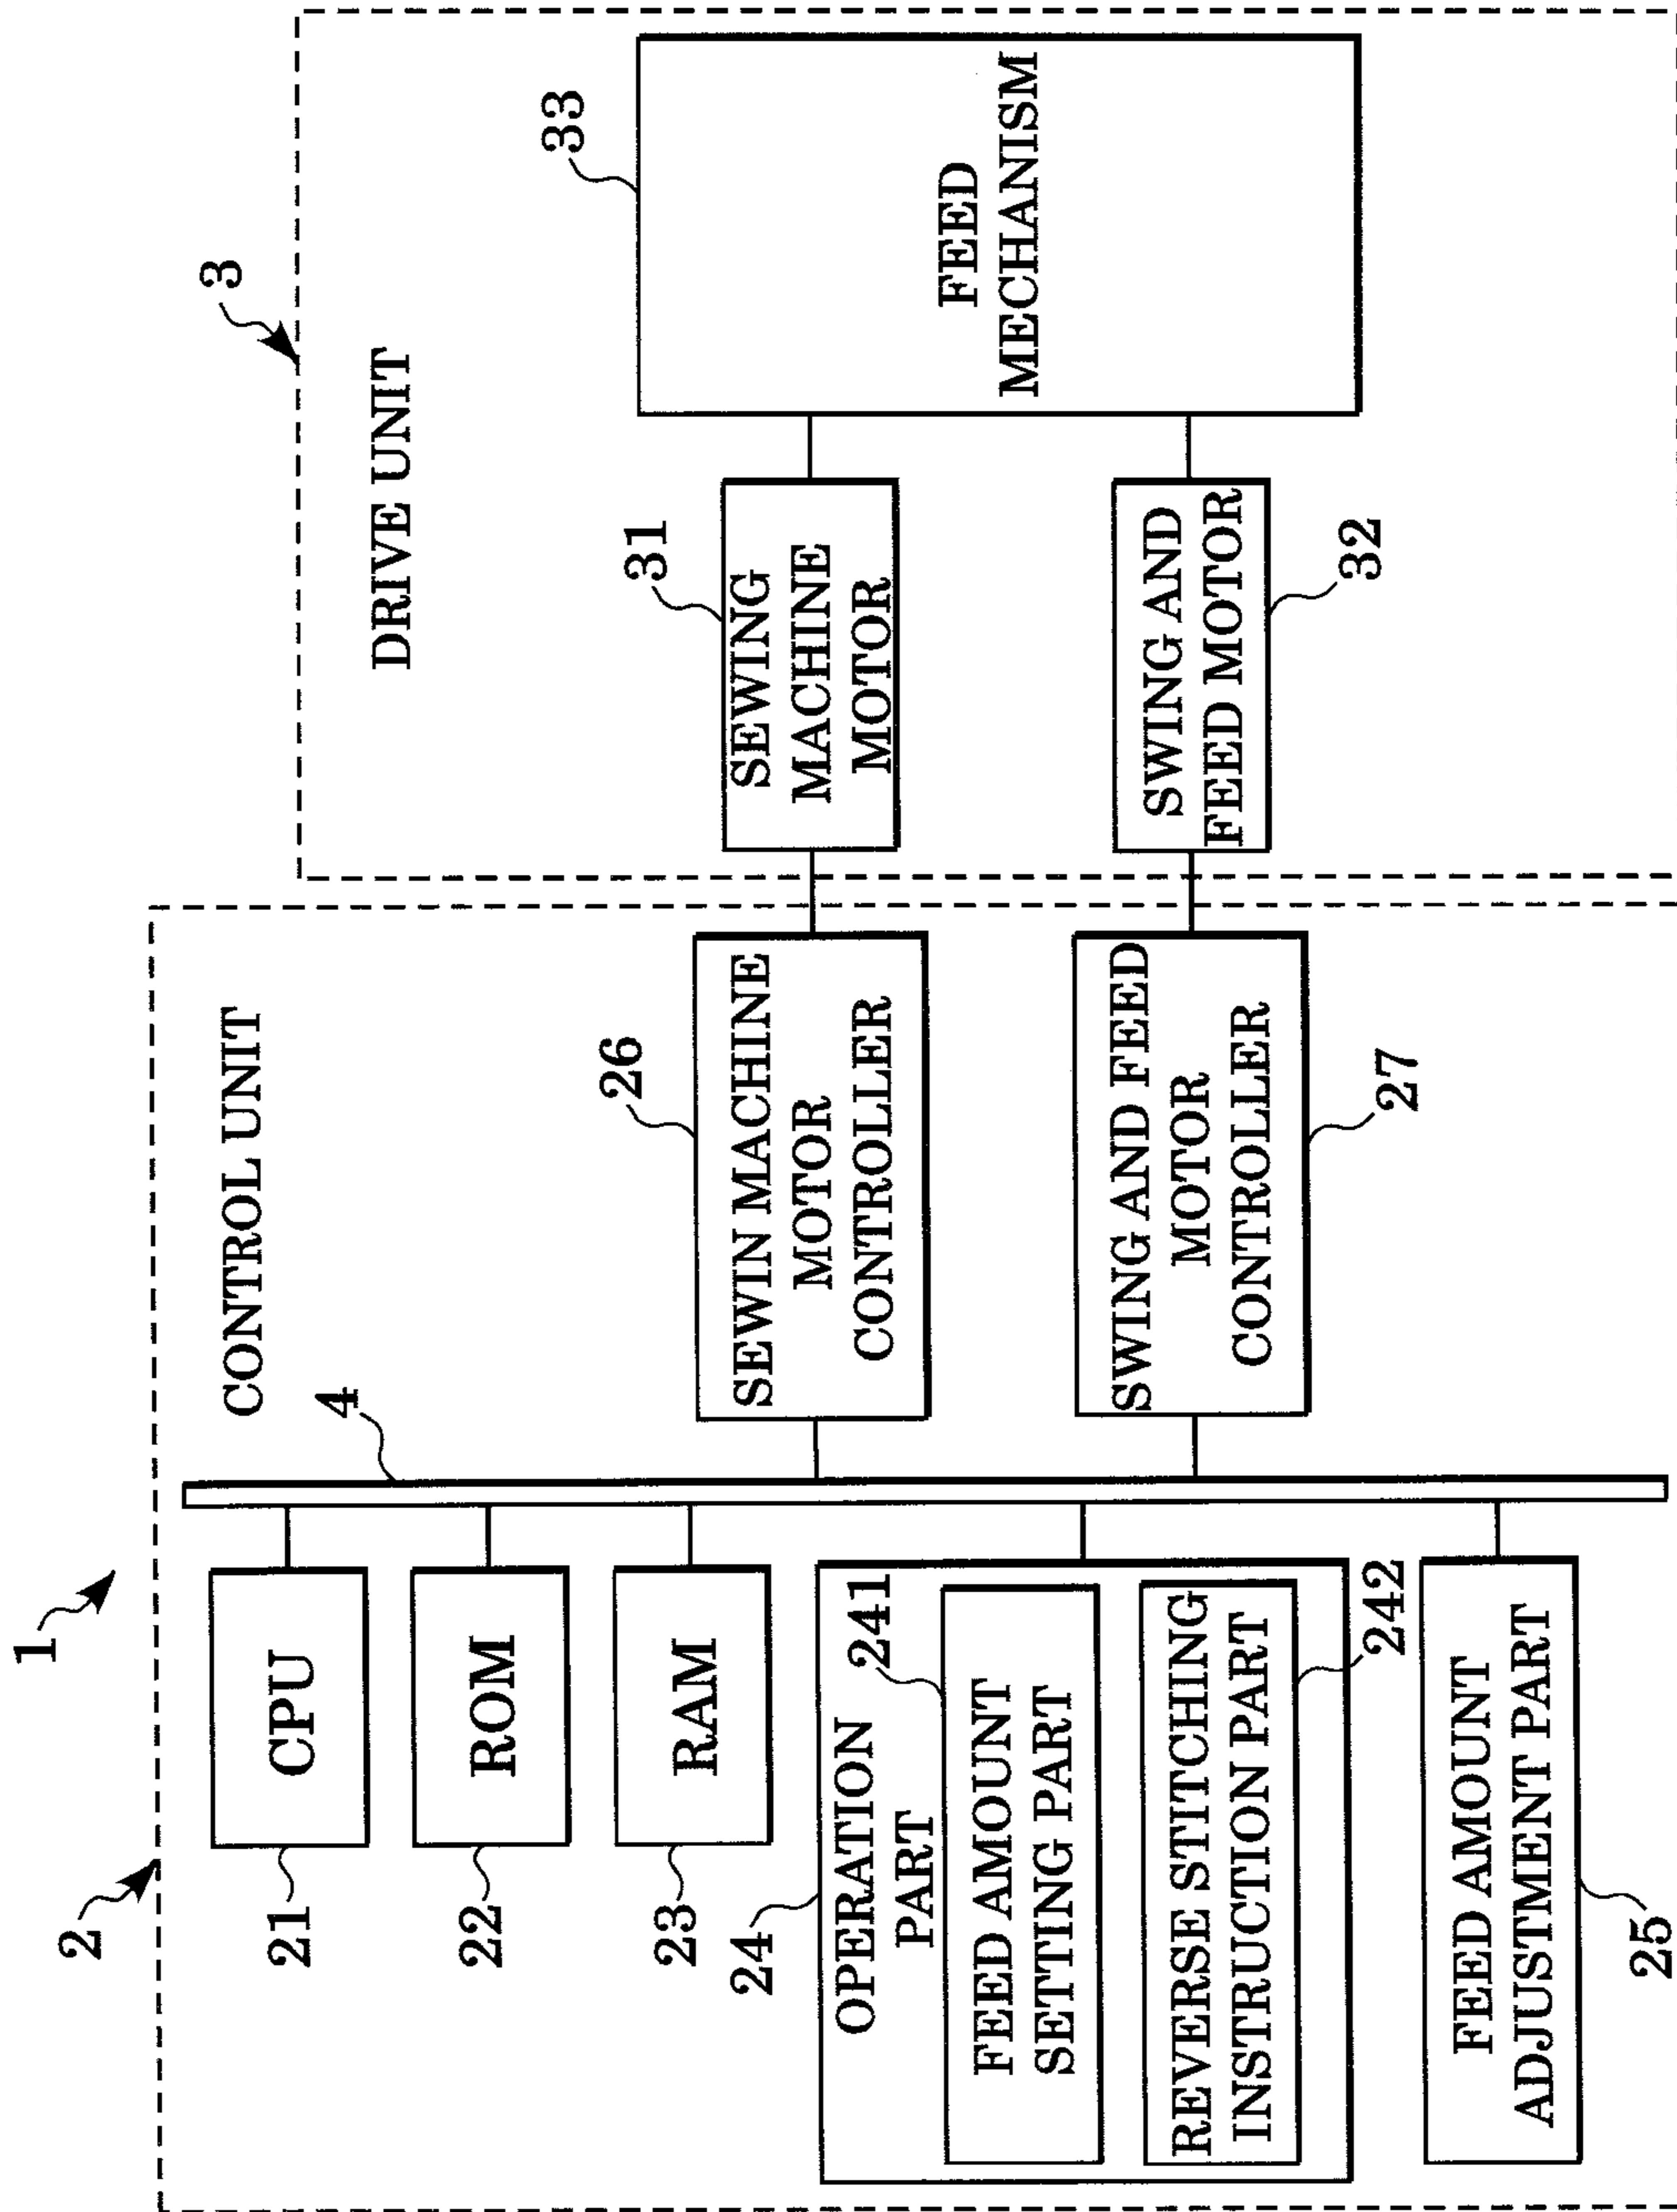 1
2
3
CONTROL UNIT
DRIVE UNIT
4
CPU
21
ROM
22
RAM
23
24
OPERATION
PART
241
FEED AMOUNT
SETTING PART
REVERSE STITCHING
INSTRUCTION PART
242
FEED AMOUNT
ADJUSTMENT PART
25
26
SEWIN MACHINE
MOTOR
CONTROLLER
SWING AND FEED
MOTOR
CONTROLLER
27
31
SEWING
MACHINE
MOTOR
SWING AND
FEED MOTOR
32
33
FEED
MECHANISM